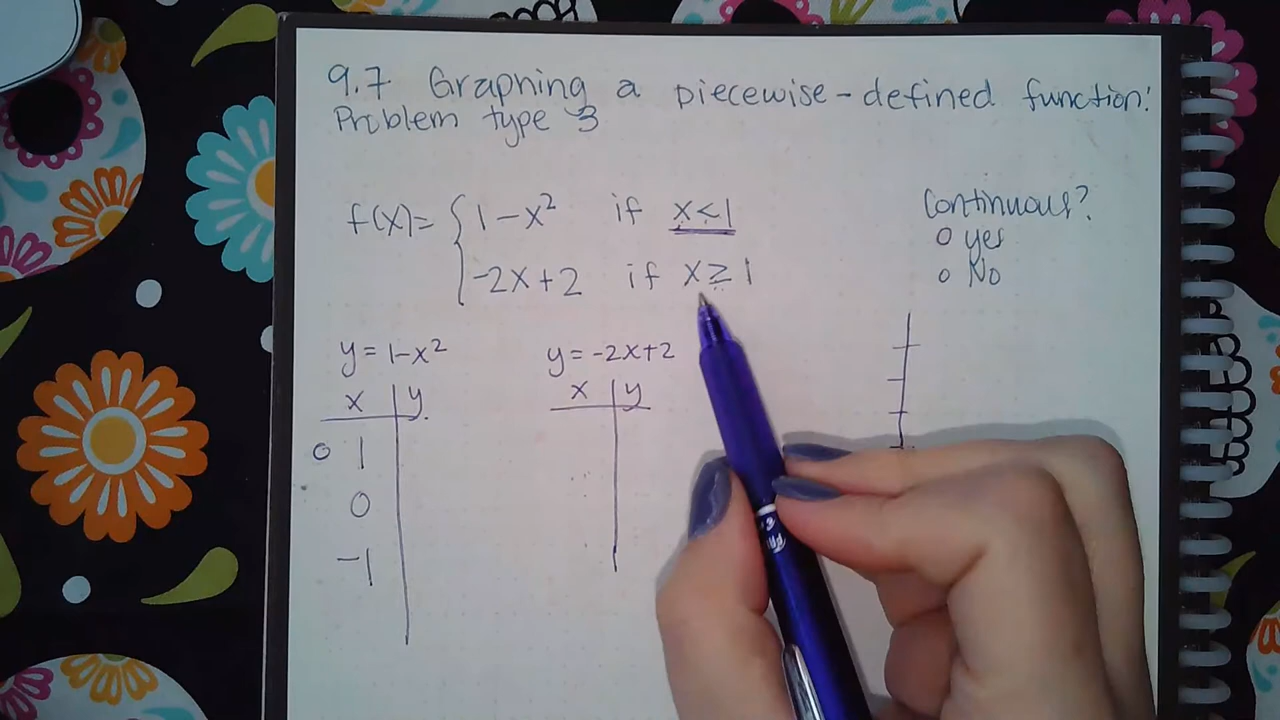 9.7 Graphing a piecewise-defined function:
Problem type 3
f(x)= { 1-x² if x<1
-2x+2 if x≥1
Continuous?
o yes
o No
y=1-x²
x | y
o 1
0
-1
y=-2x+2
x | y